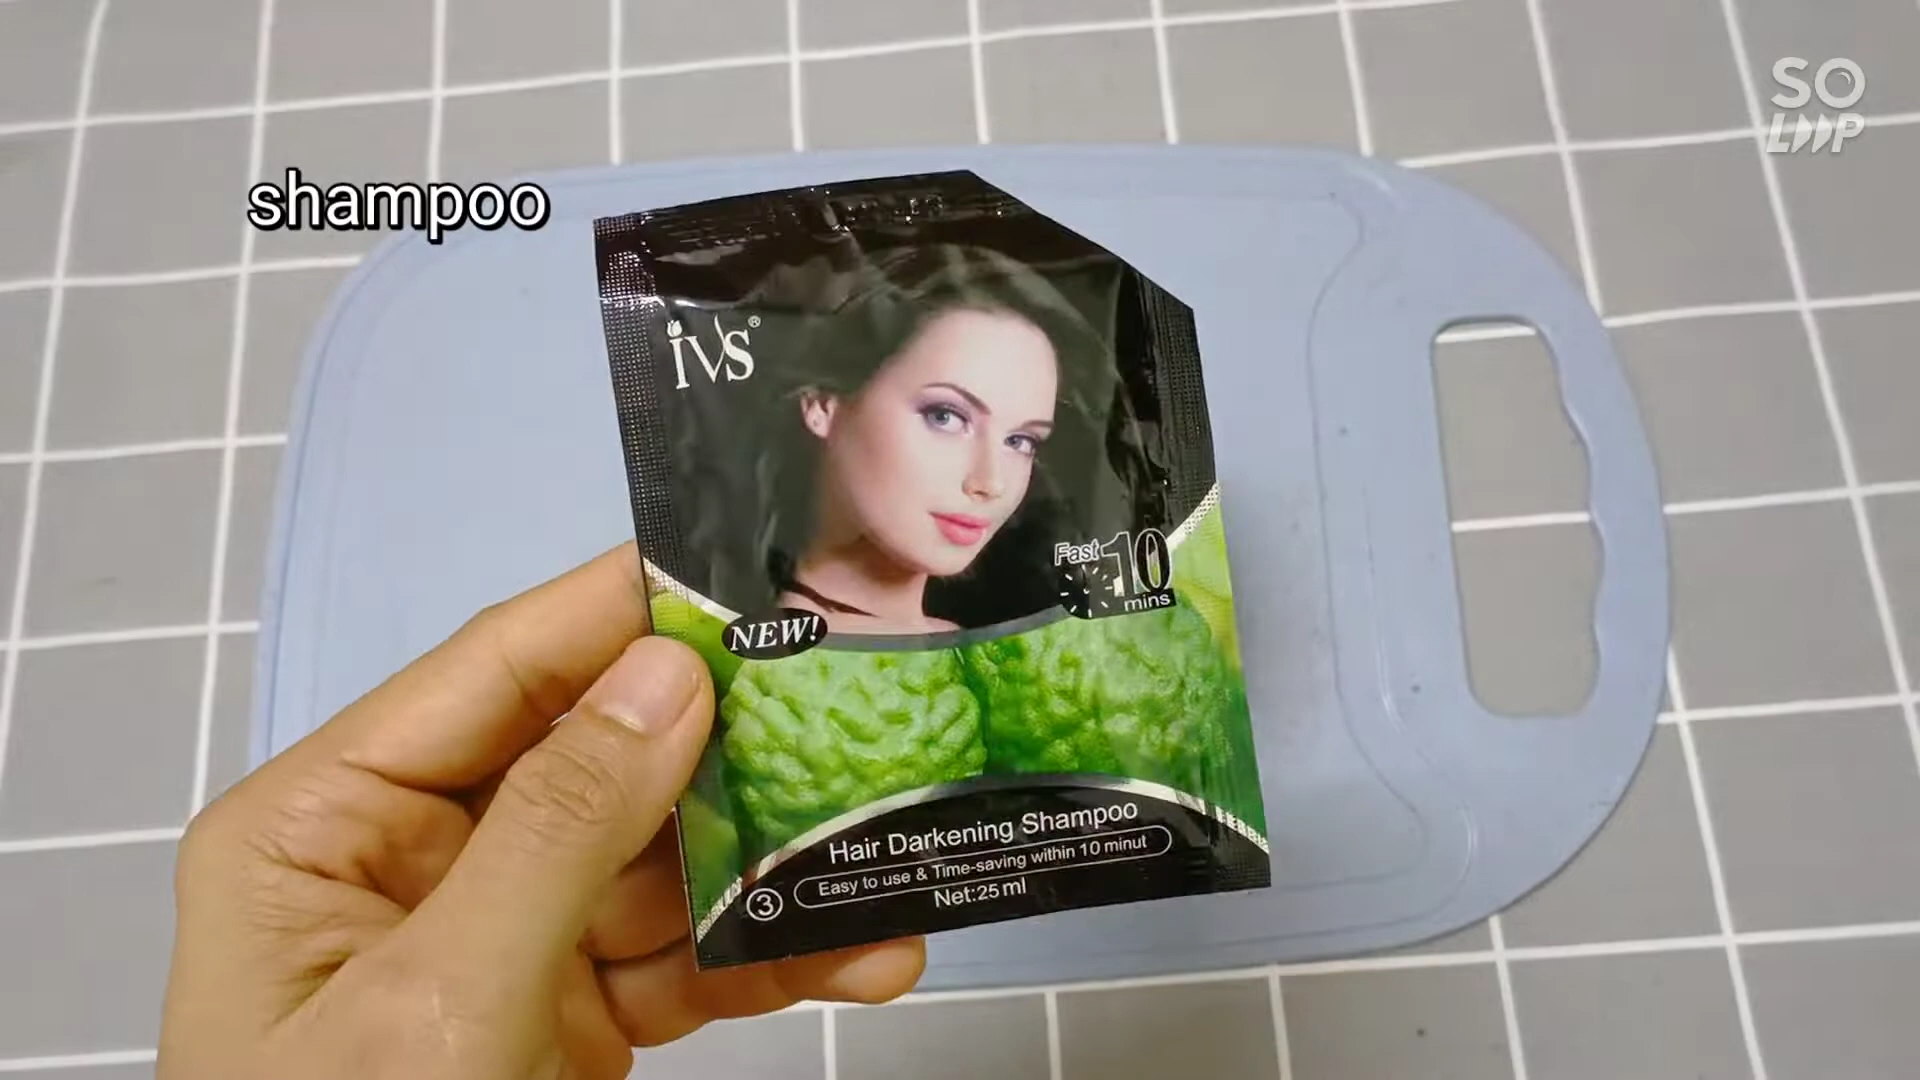 SO
LOOP
shampoo
iVS®
Fast 10
mins
NEW!
Hair Darkening Shampoo
Easy to use & Time-saving within 10 minut
3
Net:25ml